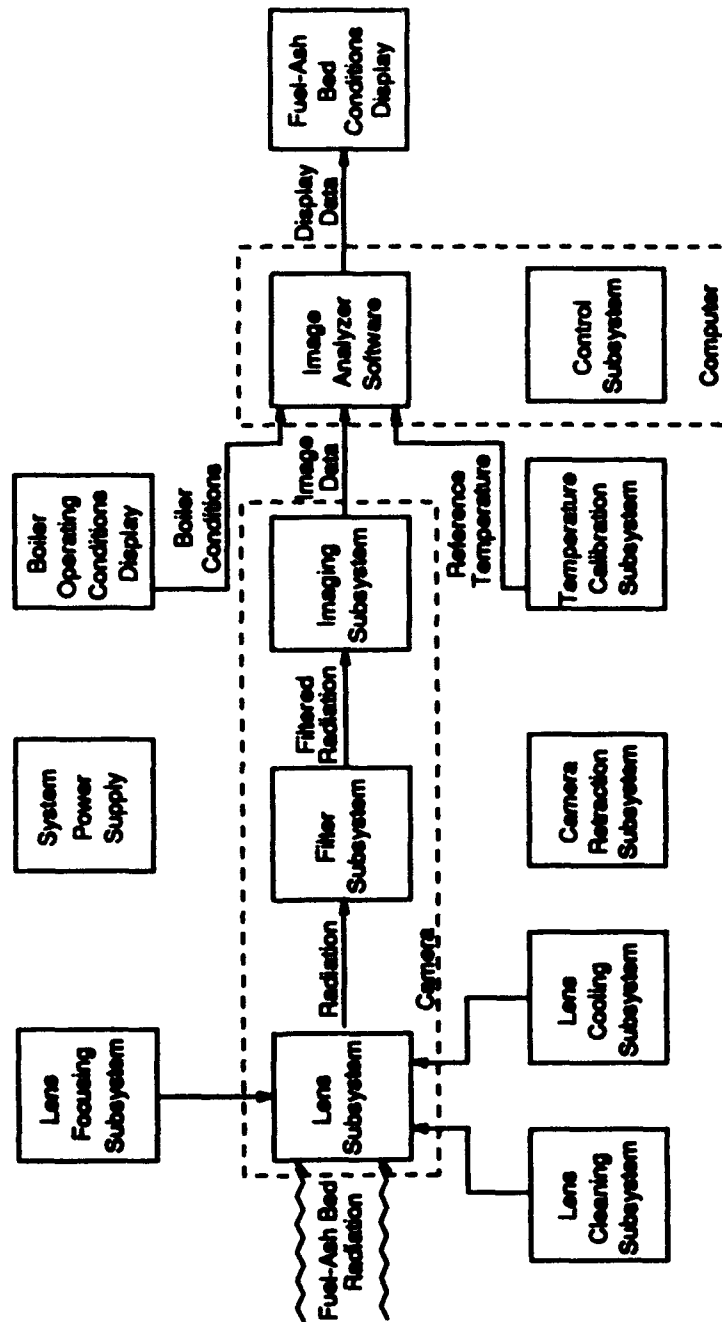 Lens
Focusing
Subsystem
System
Power
Supply
Boiler
Operating
Conditions
Display
Boiler
Conditions
Fuel-Ash Bed
Radiation
Lens
Subsystem
Radiation
Filter
Subsystem
Filtered
Radiation
Imaging
Subsystem
Image
Data
Image
Analyzer
Software
Display
Data
Fuel-Ash
Bed
Conditions
Display
Camera
Reference
Temperature
Lens
Cleaning
Subsystem
Lens
Cooling
Subsystem
Camera
Retraction
Subsystem
Temperature
Calibration
Subsystem
Control
Subsystem
Computer